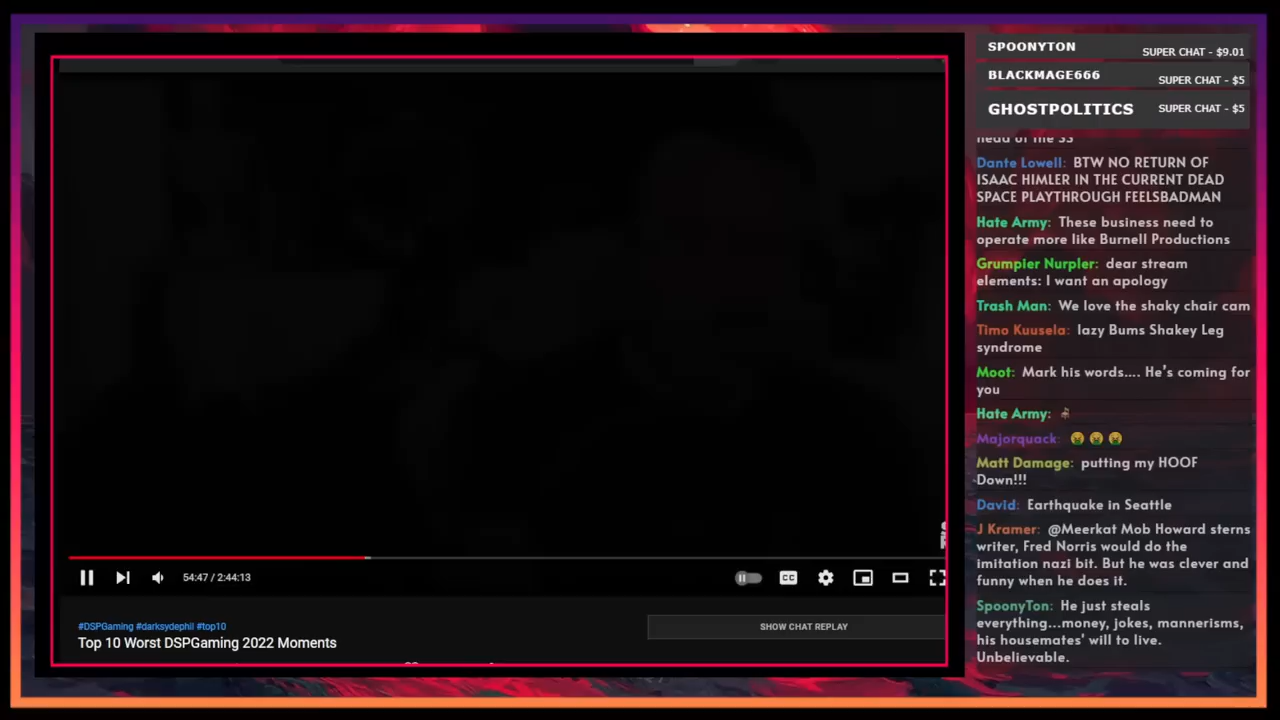 SPOONYTON SUPER CHAT - $9.01
BLACKMAGE666 SUPER CHAT - $5
GHOSTPOLITICS SUPER CHAT - $5
head of the SS
Dante Lowell: BTW NO RETURN OF
ISAAC HIMLER IN THE CURRENT DEAD
SPACE PLAYTHROUGH FEELSBADMAN
Hate Army: These business need to
operate more like Burnell Productions
Grumpier Nurpler: dear stream
elements: I want an apology
Trash Man: We love the shaky chair cam
Timo Kuusela: lazy Bums Shakey Leg
syndrome
Moot: Mark his words.... He's coming for
you
Hate Army:
Majorquack:
Matt Damage: putting my HOOF
Down!!!
David: Earthquake in Seattle
J Kramer: @Meerkat Mob Howard sterns
writer, Fred Norris would do the
imitation nazi bit. But he was clever and
funny when he does it.
SpoonyTon: He just steals
everything...money, jokes, mannerisms,
his housemates' will to live.
Unbelievable.
54:47 / 2:44:13
CC
#DSPGaming #darksydephil #top10
Top 10 Worst DSPGaming 2022 Moments
SHOW CHAT REPLAY